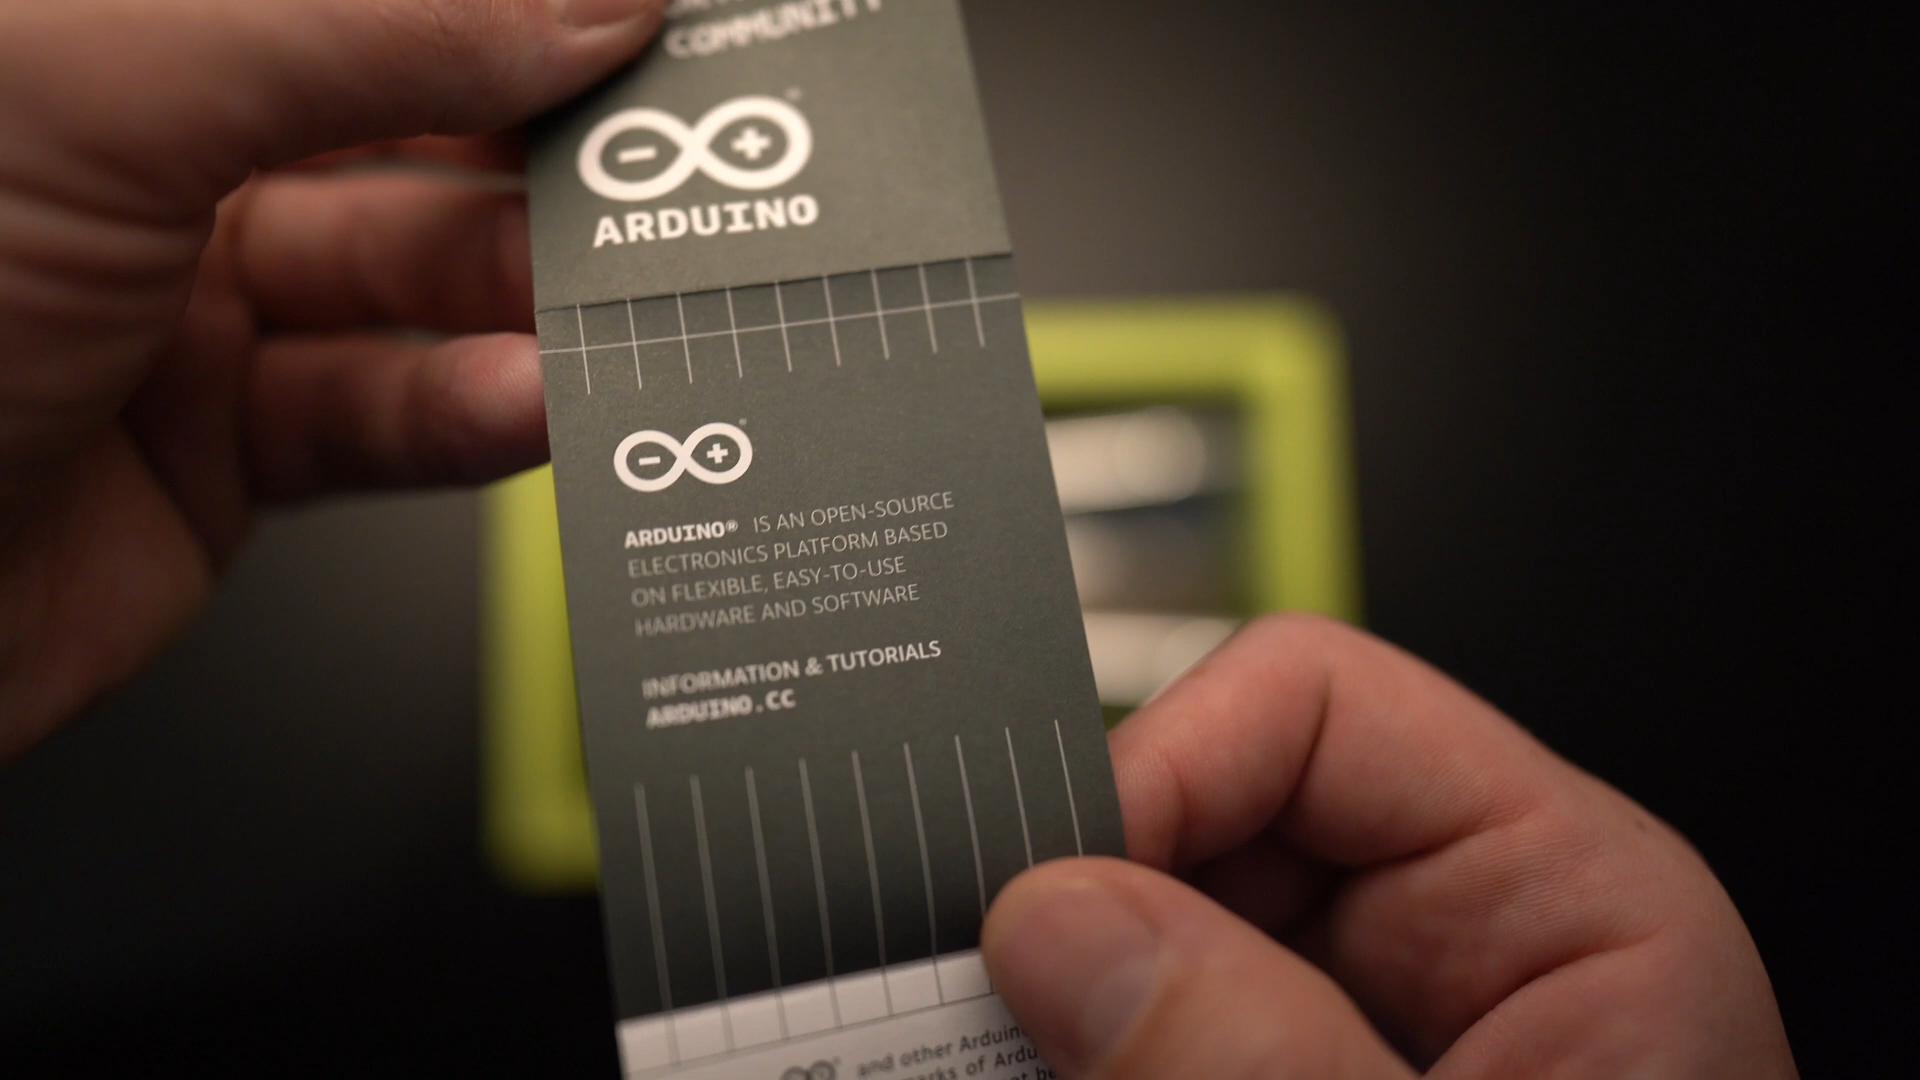 COMMUNITY
ARDUINO
ARDUINO® IS AN OPEN-SOURCE
ELECTRONICS PLATFORM BASED
ON FLEXIBLE, EASY-TO-USE
HARDWARE AND SOFTWARE
INFORMATION & TUTORIALS
ARDUINO.CC
and other
of